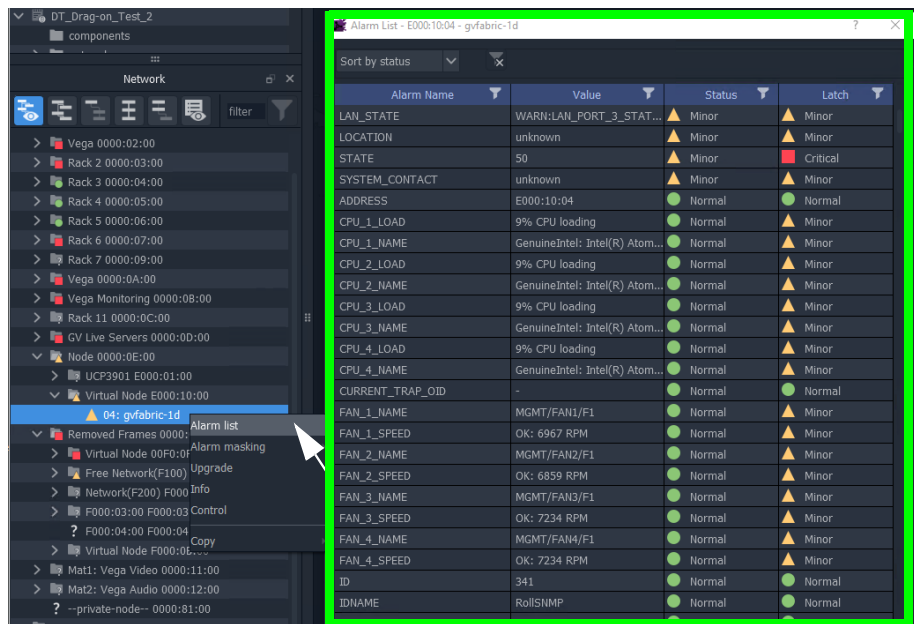 DT_Drag-on_Test_2
components
Network
filter
Vega 0000:02:00
Rack 2 0000:03:00
Rack 3 0000:04:00
Rack 4 0000:05:00
Rack 5 0000:06:00
Rack 6 0000:07:00
Rack 7 0000:09:00
Vega 0000:0A:00
Vega Monitoring 0000:0B:00
Rack 11 0000:0C:00
GV Live Servers 0000:0D:00
Node 0000:0E:00
UCP3901 E000:01:00
Virtual Node E000:10:00
04: gvfabric-1d
Removed Frames 0000:
Virtual Node 00F0:0F
Free Network(F100)
Network(F200) F000
F000:03:00 F000:03
? F000:04:00 F000:04
Virtual Node F000:0E:00
Mat1: Vega Video 0000:11:00
Mat2: Vega Audio 0000:12:00
? --private-node-- 0000:81:00
Alarm list
Alarm masking
Upgrade
Info
Control
Copy
Alarm List - E000:10:04 - gvfabric-1d ? ×
Sort by status
Alarm Name Value Status Latch
LAN_STATE WARN:LAN_PORT_3_STAT... Minor Minor
LOCATION unknown Minor Minor
STATE 50 Minor Critical
SYSTEM_CONTACT unknown Minor Minor
ADDRESS E000:10:04 Normal Normal
CPU_1_LOAD 9% CPU loading Normal Minor
CPU_1_NAME GenuineIntel: Intel(R) Atom... Normal Minor
CPU_2_LOAD 9% CPU loading Normal Minor
CPU_2_NAME GenuineIntel: Intel(R) Atom... Normal Minor
CPU_3_LOAD 9% CPU loading Normal Minor
CPU_3_NAME GenuineIntel: Intel(R) Atom... Normal Minor
CPU_4_LOAD 9% CPU loading Normal Minor
CPU_4_NAME GenuineIntel: Intel(R) Atom... Normal Minor
CURRENT_TRAP_OID - Normal Normal
FAN_1_NAME MGMT/FAN1/F1 Normal Minor
FAN_1_SPEED OK: 6967 RPM Normal Minor
FAN_2_NAME MGMT/FAN2/F1 Normal Minor
FAN_2_SPEED OK: 6859 RPM Normal Minor
FAN_3_NAME MGMT/FAN3/F1 Normal Minor
FAN_3_SPEED OK: 7234 RPM Normal Minor
FAN_4_NAME MGMT/FAN4/F1 Normal Minor
FAN_4_SPEED OK: 7234 RPM Normal Minor
ID 341 Normal Normal
IDNAME RollSNMP Normal Normal